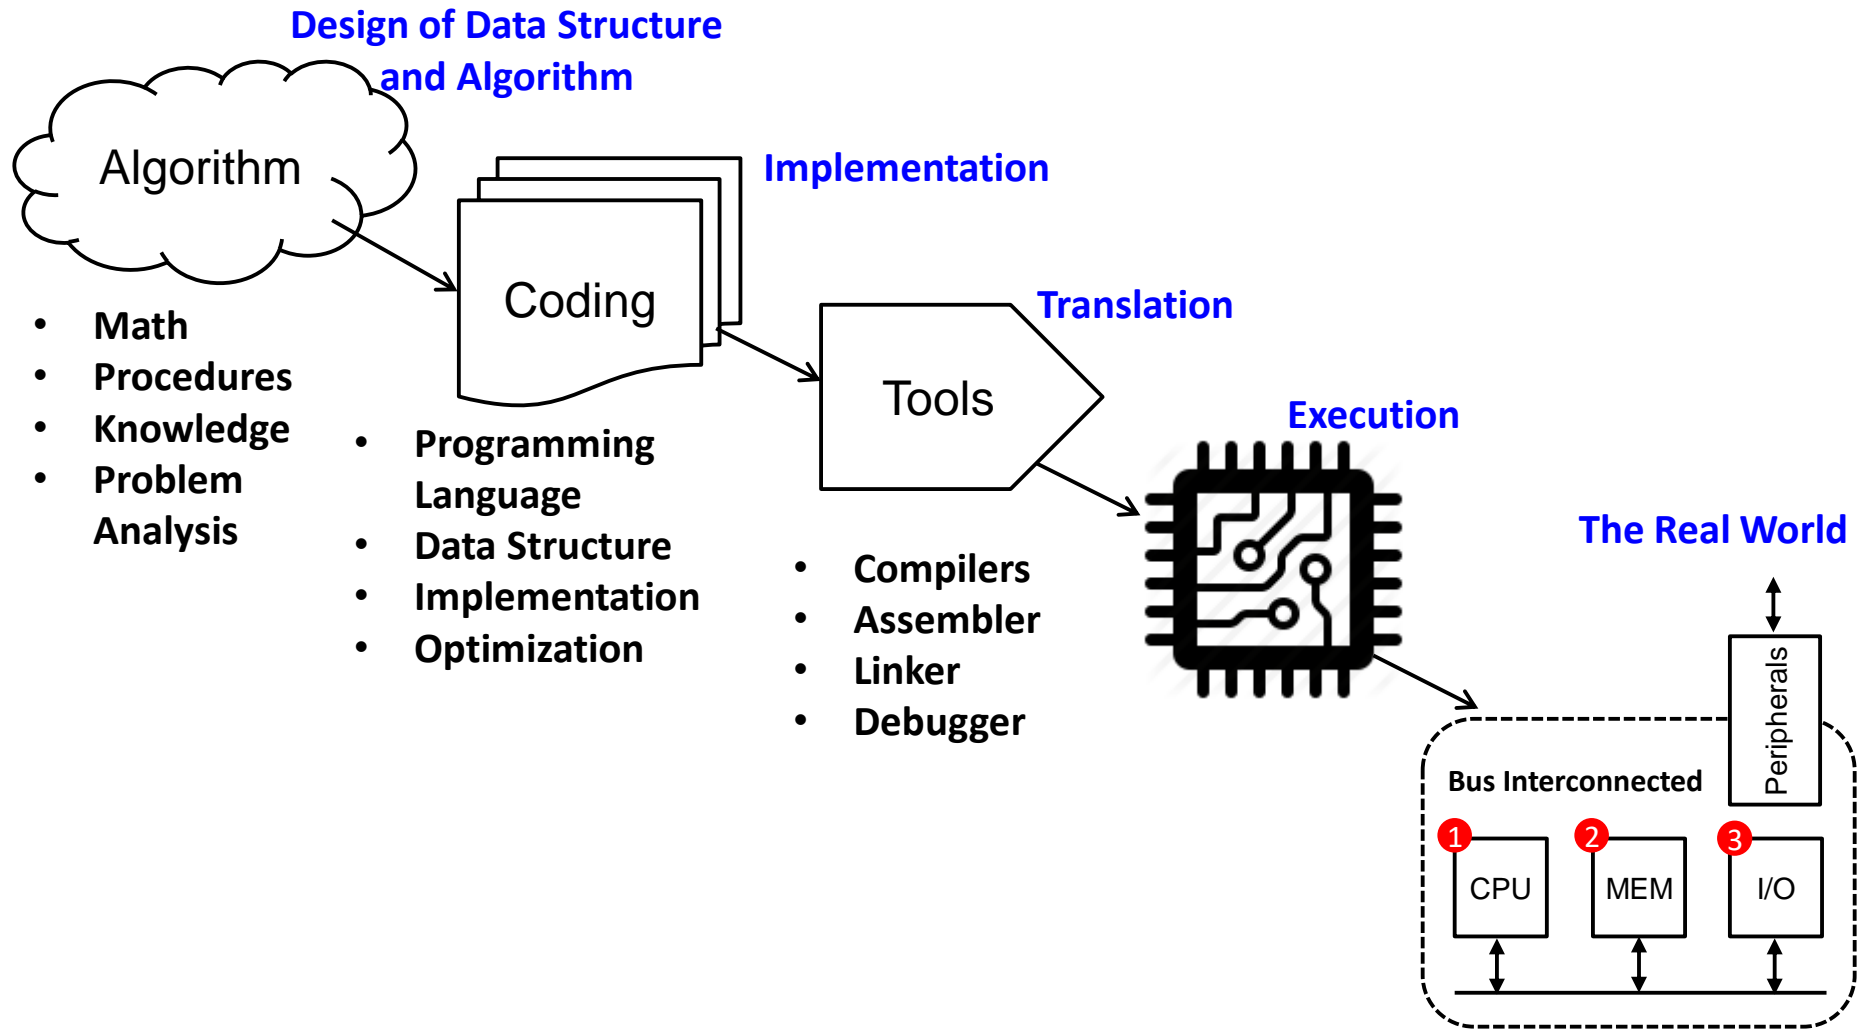 Design of Data Structure
and Algorithm
Algorithm
• Math
• Procedures
• Knowledge
• Problem
Analysis
Implementation
Coding
• Programming
Language
• Data Structure
• Implementation
• Optimization
Translation
Tools
• Compilers
• Assembler
• Linker
• Debugger
Execution
The Real World
Peripherals
Bus Interconnected
1
CPU
2
MEM
3
I/O